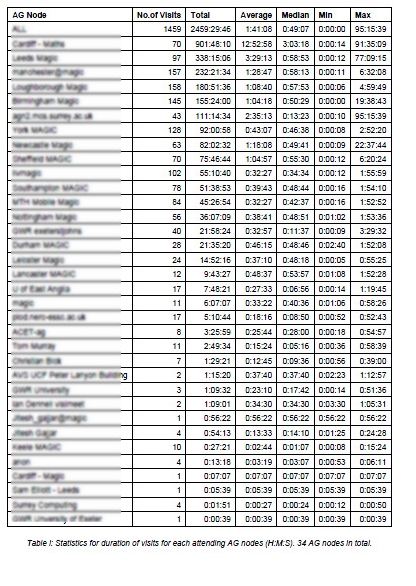 AG Node No.of Visits Total Average Median Min Max
ALL 1459 2459:29:46 1:41:08 0:49:07 0:00:00 95:15:39
Cardiff - Maths 70 901:48:10 12:52:58 3:03:18 0:00:14 91:35:09
Leeds Magic 97 338:15:06 3:29:13 0:58:53 0:00:12 77:09:15
manchester@magic 157 232:21:34 1:28:47 0:58:13 0:00:11 6:32:08
Loughborough Magic 158 180:51:36 1:08:40 0:57:53 0:00:06 4:59:49
Birmingham Magic 145 155:24:00 1:04:18 0:50:29 0:00:00 19:38:43
43 111:14:34 2:35:13 0:13:23 0:00:10 95:15:39
York MAGIC 128 92:00:58 0:43:07 0:46:38 0:00:08 2:52:20
Newcastle Magic 63 82:02:32 1:18:08 0:49:41 0:00:09 22:37:44
Sheffield MAGIC 70 75:46:44 1:04:57 0:55:30 0:00:12 6:20:24
livmagic 102 55:10:40 0:32:27 0:34:34 0:00:12 1:55:59
Southampton MAGIC 78 51:38:53 0:39:43 0:48:44 0:00:16 1:54:10
MTH Mobile Magic 84 45:26:54 0:32:27 0:42:37 0:00:16 1:52:52
Nottingham Magic 56 36:07:09 0:38:41 0:48:51 0:01:02 1:53:36
GWR 40 21:58:24 0:32:57 0:11:37 0:00:09 3:29:32
Durham MAGIC 28 21:35:20 0:46:15 0:48:46 0:02:40 1:52:08
Leicster Magic 24 14:52:16 0:37:10 0:48:18 0:00:05 0:55:25
Lancaster MAGIC 12 9:43:27 0:48:37 0:53:57 0:01:08 1:52:28
U of East Anglia 17 7:48:21 0:27:33 0:06:56 0:00:14 1:19:45
magic 11 6:07:07 0:33:22 0:40:36 0:01:06 0:58:26
17 5:10:44 0:18:16 0:08:50 0:00:52 0:52:43
ACET-ag 8 3:25:59 0:25:44 0:28:00 0:00:18 0:54:57
Tom Murray 11 2:49:34 0:15:24 0:05:16 0:00:36 0:58:39
Christian Blok 7 1:29:21 0:12:45 0:09:36 0:00:56 0:39:00
AVS UCF Peter Lanyon Building 2 1:15:20 0:37:40 0:37:40 0:02:23 1:12:57
GWR University 3 1:09:32 0:23:10 0:17:42 0:00:14 0:51:36
Ian 2 1:09:01 0:34:30 0:34:30 0:03:30 1:05:31
1 0:56:22 0:56:22 0:56:22 0:56:22 0:56:22
Jitesh Gajjar 4 0:54:13 0:13:33 0:14:10 0:01:25 0:24:28
Keele MAGIC 10 0:27:21 0:02:44 0:01:07 0:00:08 0:15:24
anon 4 0:13:18 0:03:19 0:03:07 0:00:53 0:06:11
Cardiff - Magic 1 0:07:07 0:07:07 0:07:07 0:07:07 0:07:07
Sam Elliott - Leeds 1 0:05:39 0:05:39 0:05:39 0:05:39 0:05:39
Surrey Computing 4 0:01:51 0:00:27 0:00:24 0:00:12 0:00:50
GWR University of Exeter 1 0:00:39 0:00:39 0:00:39 0:00:39 0:00:39
Table I: Statistics for duration of visits for each attending AG nodes (H:M:S). 34 AG nodes in total.